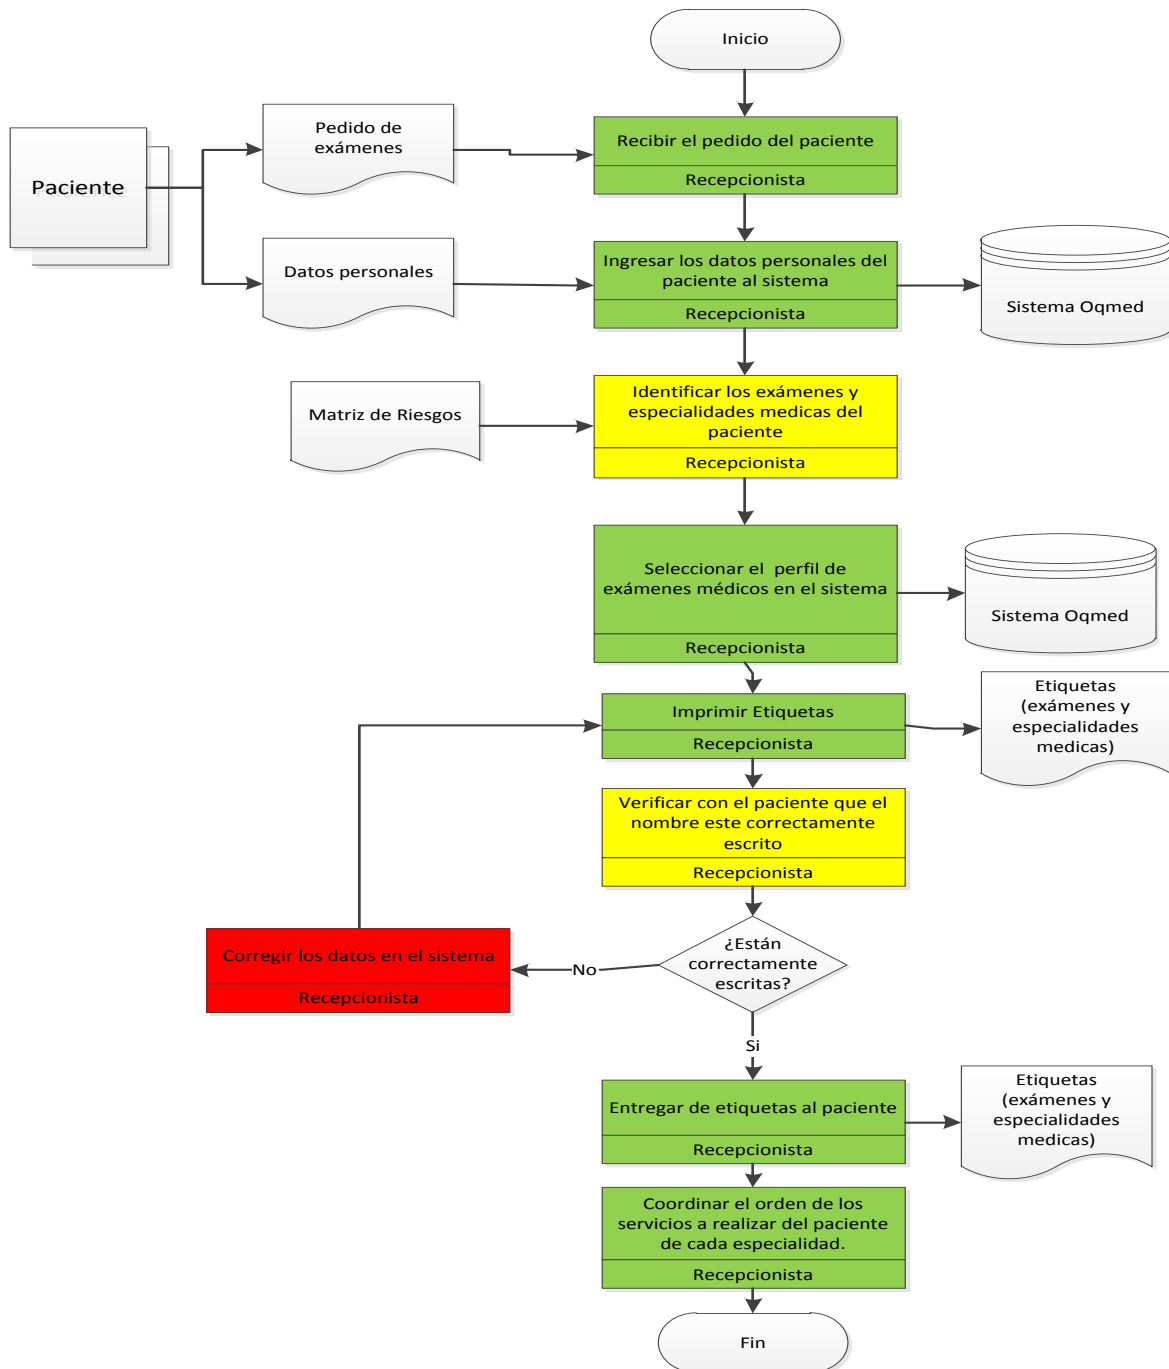 Inicio
Pedido de
exámenes
Recibir el pedido del paciente
Recepcionista
Paciente
Datos personales
Ingresar los datos personales del
paciente al sistema
Recepcionista
Sistema Oqmed
Matriz de Riesgos
Identificar los exámenes y
especialidades medicas del
paciente
Recepcionista
Seleccionar el perfil de
exámenes médicos en el sistema
Recepcionista
Sistema Oqmed
Imprimir Etiquetas
Recepcionista
Etiquetas
(exámenes y
especialidades
medicas)
Verificar con el paciente que el
nombre este correctamente
escrito
Recepcionista
¿Están
correctamente
escritas?
No
Corregir los datos en el sistema
Recepcionista
Si
Entregar de etiquetas al paciente
Recepcionista
Etiquetas
(exámenes y
especialidades
medicas)
Coordinar el orden de los
servicios a realizar del paciente
de cada especialidad.
Recepcionista
Fin